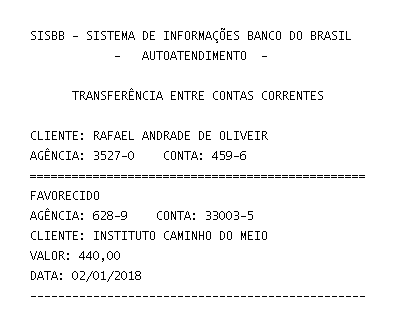 SISBB - SISTEMA DE INFORMAÇÕES BANCO DO BRASIL
- AUTOATENDIMENTO -
TRANSFERÊNCIA ENTRE CONTAS CORRENTES
CLIENTE: RAFAEL ANDRADE DE OLIVEIR
AGÊNCIA: 3527-0 CONTA: 459-6
================================================
FAVORECIDO
AGÊNCIA: 628-9 CONTA: 33003-5
CLIENTE: INSTITUTO CAMINHO DO MEIO
VALOR: 440,00
DATA: 02/01/2018
------------------------------------------------